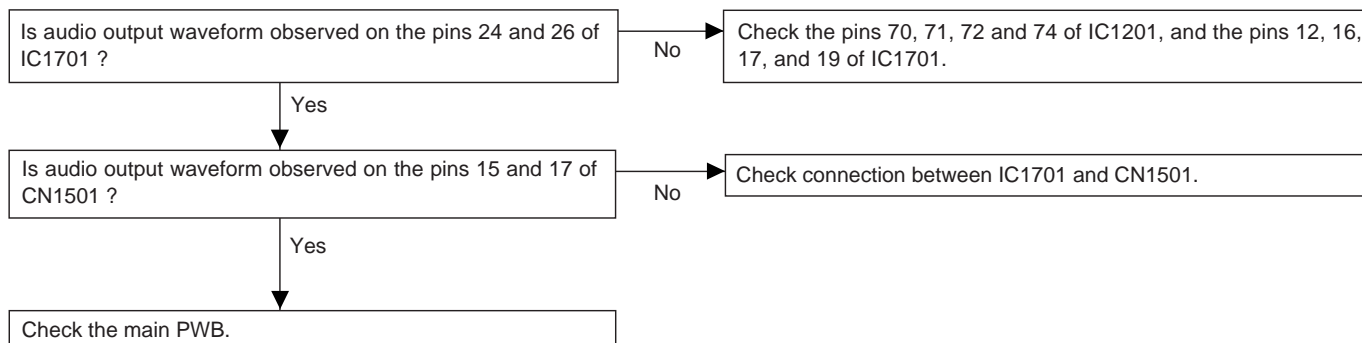 Is audio output waveform observed on the pins 24 and 26 of
IC1701 ?
No
Check the pins 70, 71, 72 and 74 of IC1201, and the pins 12, 16,
17, and 19 of IC1701.
Yes
Is audio output waveform observed on the pins 15 and 17 of
CN1501 ?
No
Check connection between IC1701 and CN1501.
Yes
Check the main PWB.